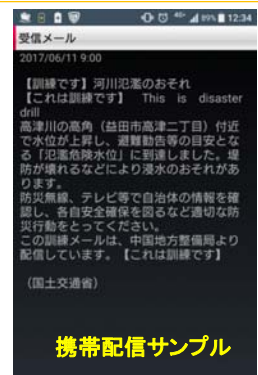 89% 12:34
受信メール
2017/06/11 9:00
【訓練です】河川氾濫のおそれ
【これは訓練です】 This is disaster
drill
高津川の高角(益田市高津二丁目)付近
で水位が上昇し、避難勧告等の目安とな
る「氾濫危険水位」に到達しました。堤
防が壊れるなどにより浸水のおそれがあ
ります。
防災無線、テレビ等で自治体の情報を確
認し、各自安全確保を図るなど適切な防
災行動をとってください。
この訓練メールは、中国地方整備局より
配信しています。【これは訓練です】
(国土交通省)
携帯配信サンプル